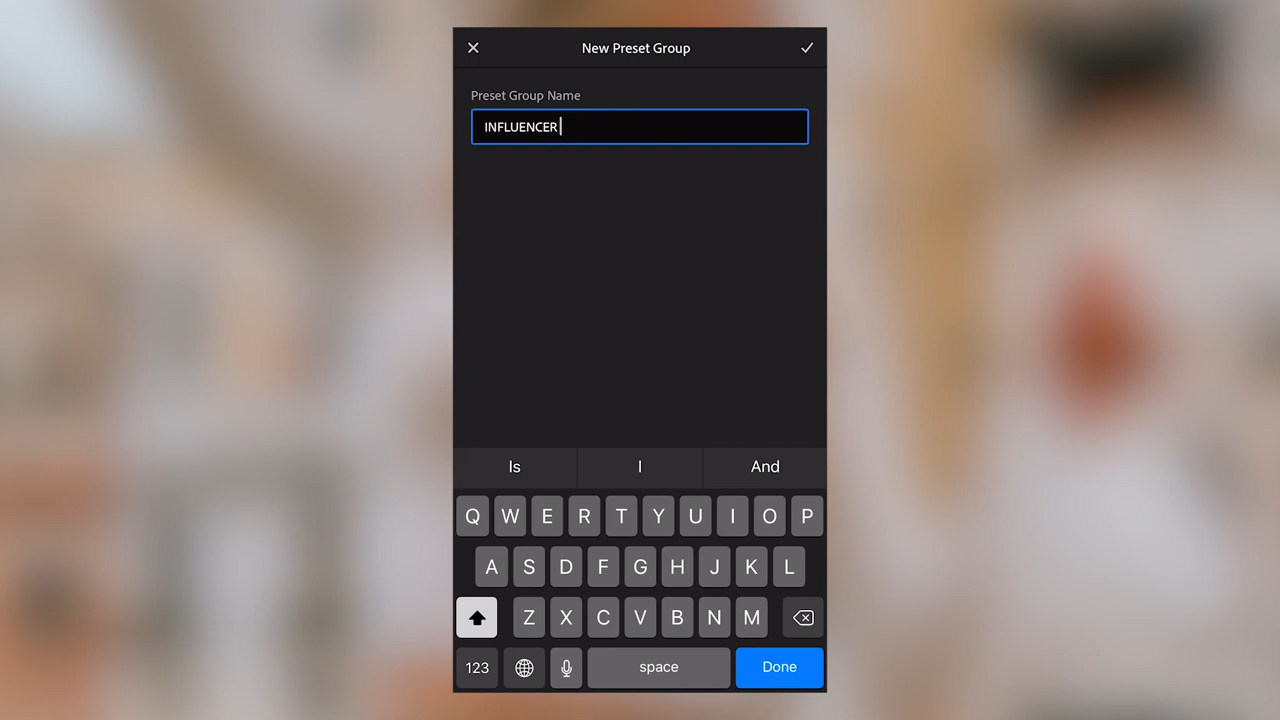 New Preset Group
Preset Group Name
INFLUENCER
Is I And
Q W E R T Y U I O P
A S D F G H J K L
Z X C V B N M
123 space Done